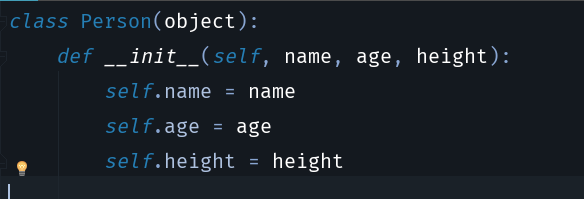 class Person(object):
    def __init__(self, name, age, height):
        self.name = name
        self.age = age
        self.height = height